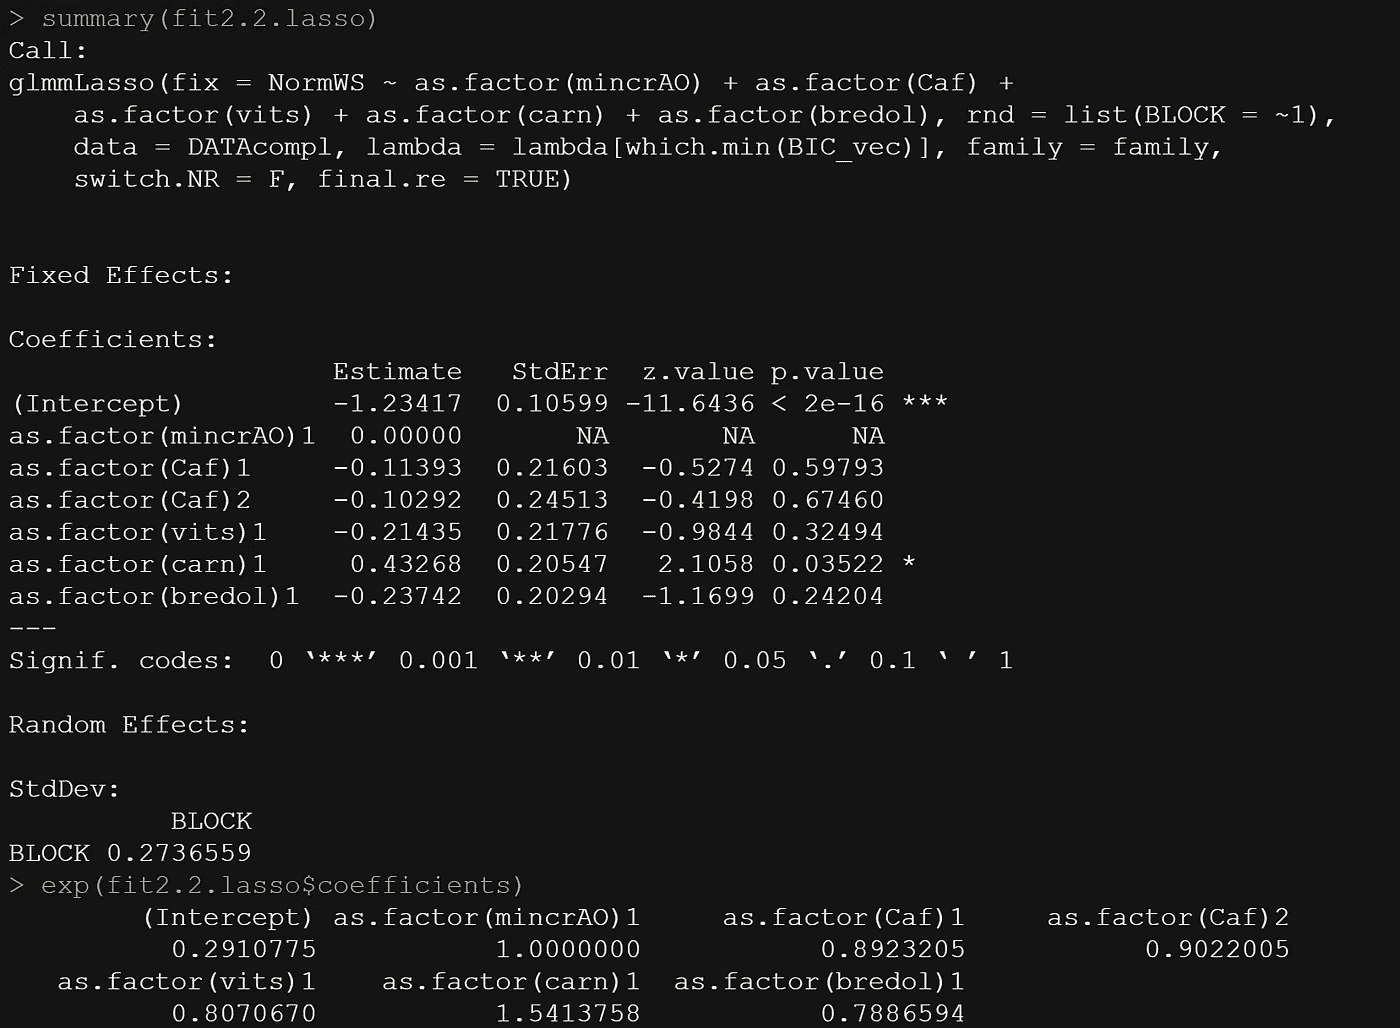 > summary(fit2.2.lasso)
Call:
glmmLasso(fix = NormWS ~ as.factor(mincrAO) + as.factor(Caf) +
    as.factor(vits) + as.factor(carn) + as.factor(bredol), rnd = list(BLOCK = ~1),
    data = DATAcompl, lambda = lambda[which.min(BIC_vec)], family = family,
    switch.NR = F, final.re = TRUE)
Fixed Effects:
Coefficients:
                    Estimate   StdErr  z.value p.value
(Intercept)         -1.23417  0.10599 -11.6436 < 2e-16 ***
as.factor(mincrAO)1  0.00000       NA       NA      NA
as.factor(Caf)1     -0.11393  0.21603  -0.5274 0.59793
as.factor(Caf)2     -0.10292  0.24513  -0.4198 0.67460
as.factor(vits)1    -0.21435  0.21776  -0.9844 0.32494
as.factor(carn)1     0.43268  0.20547   2.1058 0.03522 *
as.factor(bredol)1  -0.23742  0.20294  -1.1699 0.24204
---
Signif. codes:  0 ‘***’ 0.001 ‘**’ 0.01 ‘*’ 0.05 ‘.’ 0.1 ‘ ’ 1
Random Effects:
StdDev:
          BLOCK
BLOCK 0.2736559
> exp(fit2.2.lasso$coefficients)
        (Intercept) as.factor(mincrAO)1     as.factor(Caf)1     as.factor(Caf)2
          0.2910775           1.0000000           0.8923205           0.9022005
   as.factor(vits)1    as.factor(carn)1  as.factor(bredol)1
          0.8070670           1.5413758           0.7886594